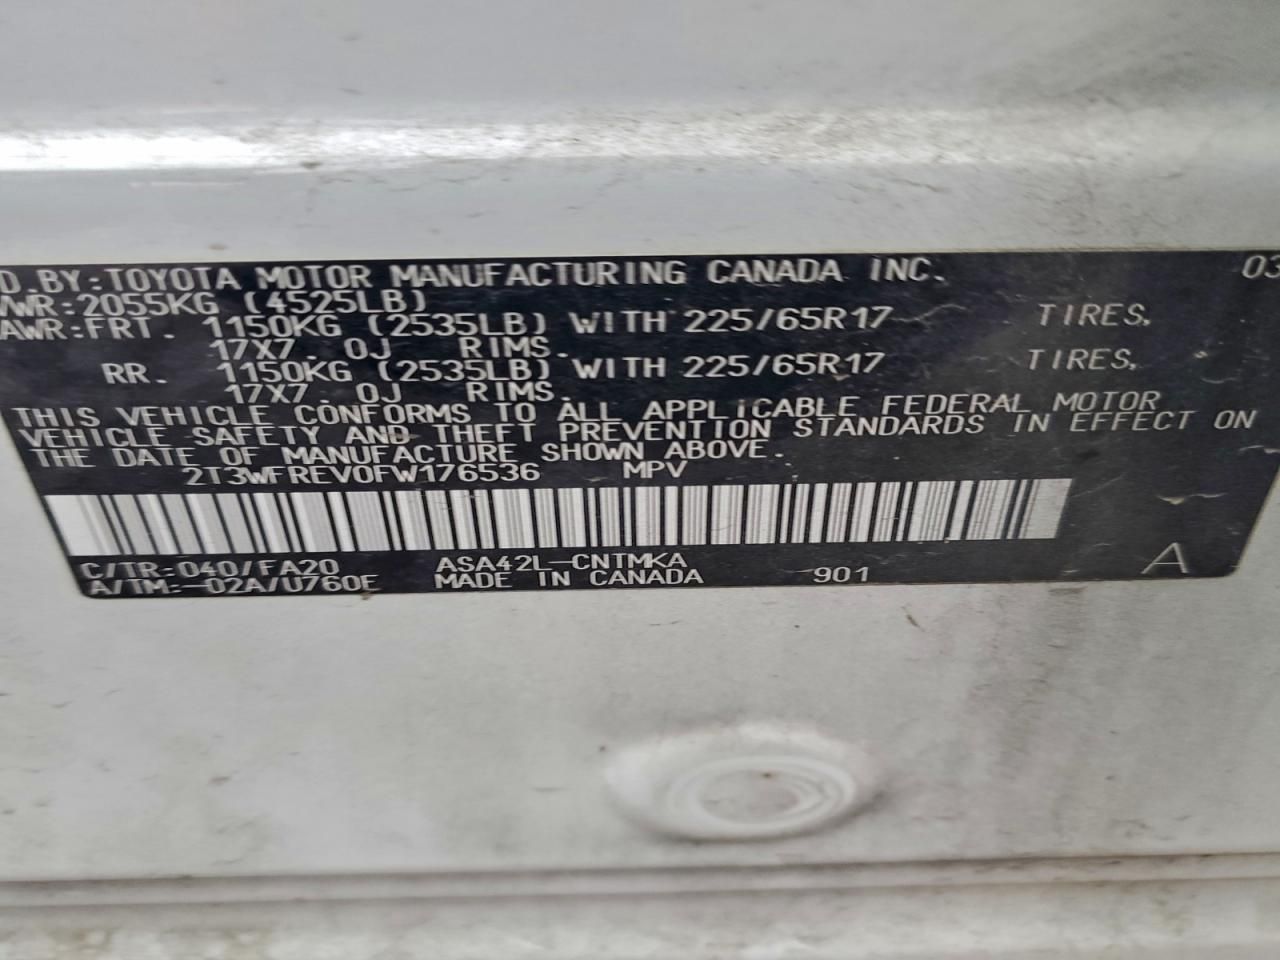 D.BY:TOYOTA MOTOR MANUFACTURING CANADA INC. 03
VWR:2055KG (4525LB)
AWR:FRT. 1150KG (2535LB) WITH 225/65R17 TIRES,
17X7.0J RIMS.
RR. 1150KG (2535LB) WITH 225/65R17 TIRES,
17X7.0J RIMS.
THIS VEHICLE CONFORMS TO ALL APPLICABLE FEDERAL MOTOR
VEHICLE SAFETY AND THEFT PREVENTION STANDARDS IN EFFECT ON
THE DATE OF MANUFACTURE SHOWN ABOVE.
2T3WFREV0FW176536 MPV
C/TR:040/FA20 ASA42L-CNTMKA
A/TM:-02A/U760E MADE IN CANADA 901 A